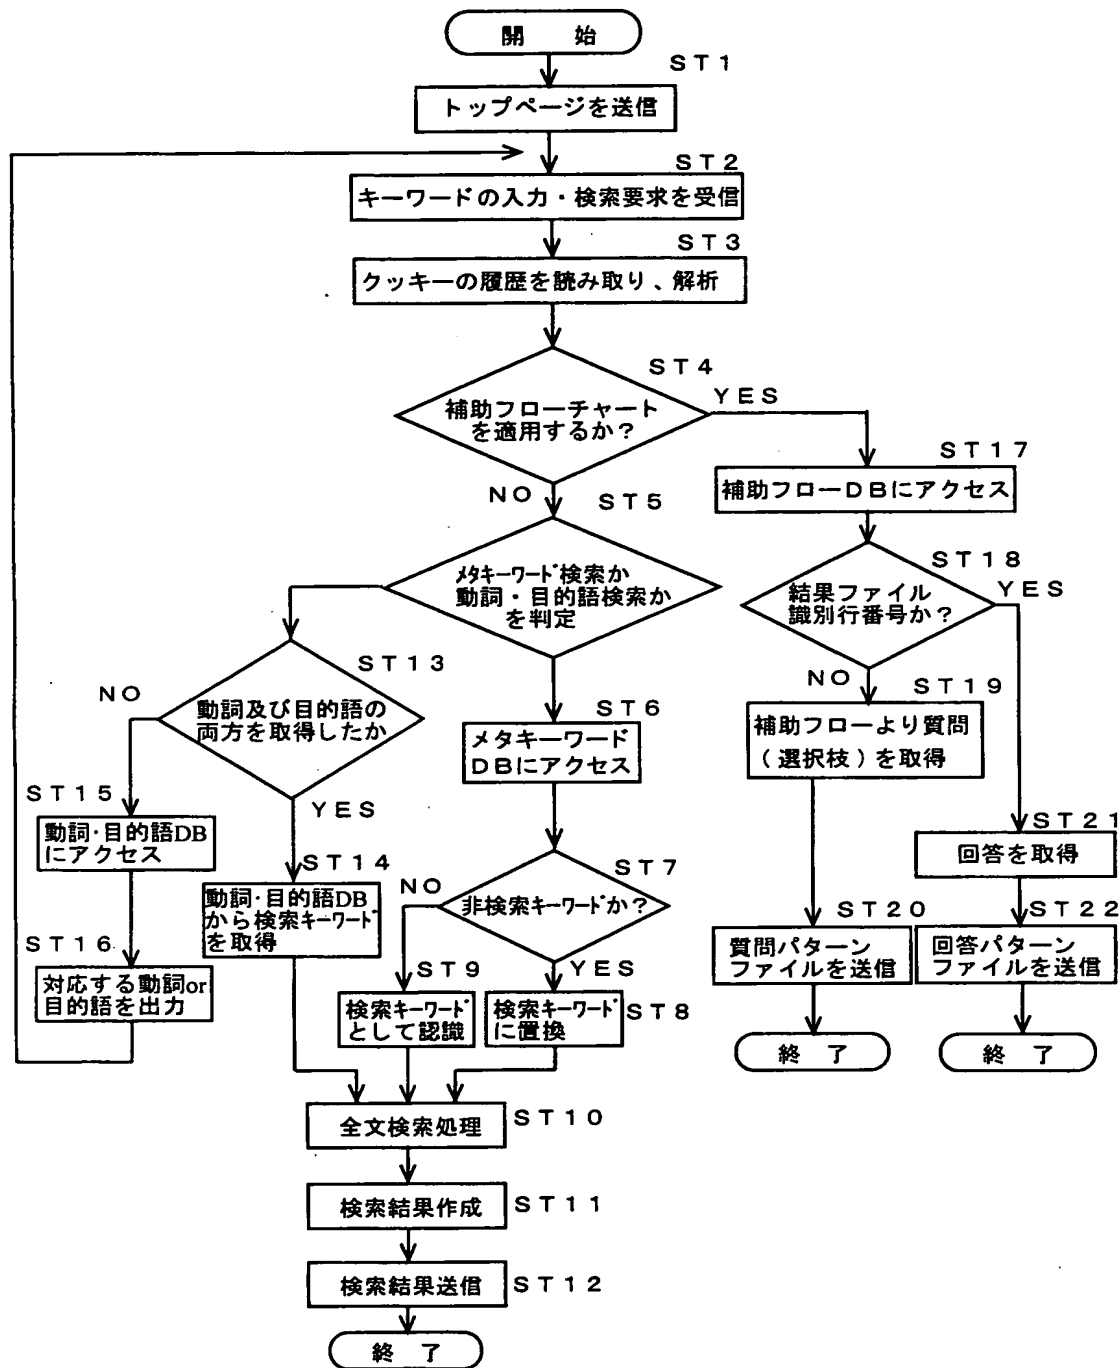 開 始
ST1
トップページを送信
ST2
キーワードの入力・検索要求を受信
ST3
クッキーの履歴を読み取り、解析
ST4
補助フローチャート
を適用するか?
YES
NO
ST17
補助フローDBにアクセス
ST5
メタキーワード検索か
動詞・目的語検索か
を判定
ST18
結果ファイル
識別行番号か?
YES
NO
ST13
動詞及び目的語の
両方を取得したか
NO
YES
ST6
メタキーワード
DBにアクセス
ST19
補助フローより質問
(選択枝)を取得
ST15
動詞・目的語DB
にアクセス
ST14
動詞・目的語DB
から検索キーワード
を取得
ST7
非検索キーワードか?
NO
YES
ST21
回答を取得
ST16
対応する動詞or
目的語を出力
ST9
検索キーワード
として認識
ST8
検索キーワード
に置換
ST20
質問パターン
ファイルを送信
ST22
回答パターン
ファイルを送信
終 了
終 了
ST10
全文検索処理
ST11
検索結果作成
ST12
検索結果送信
終 了